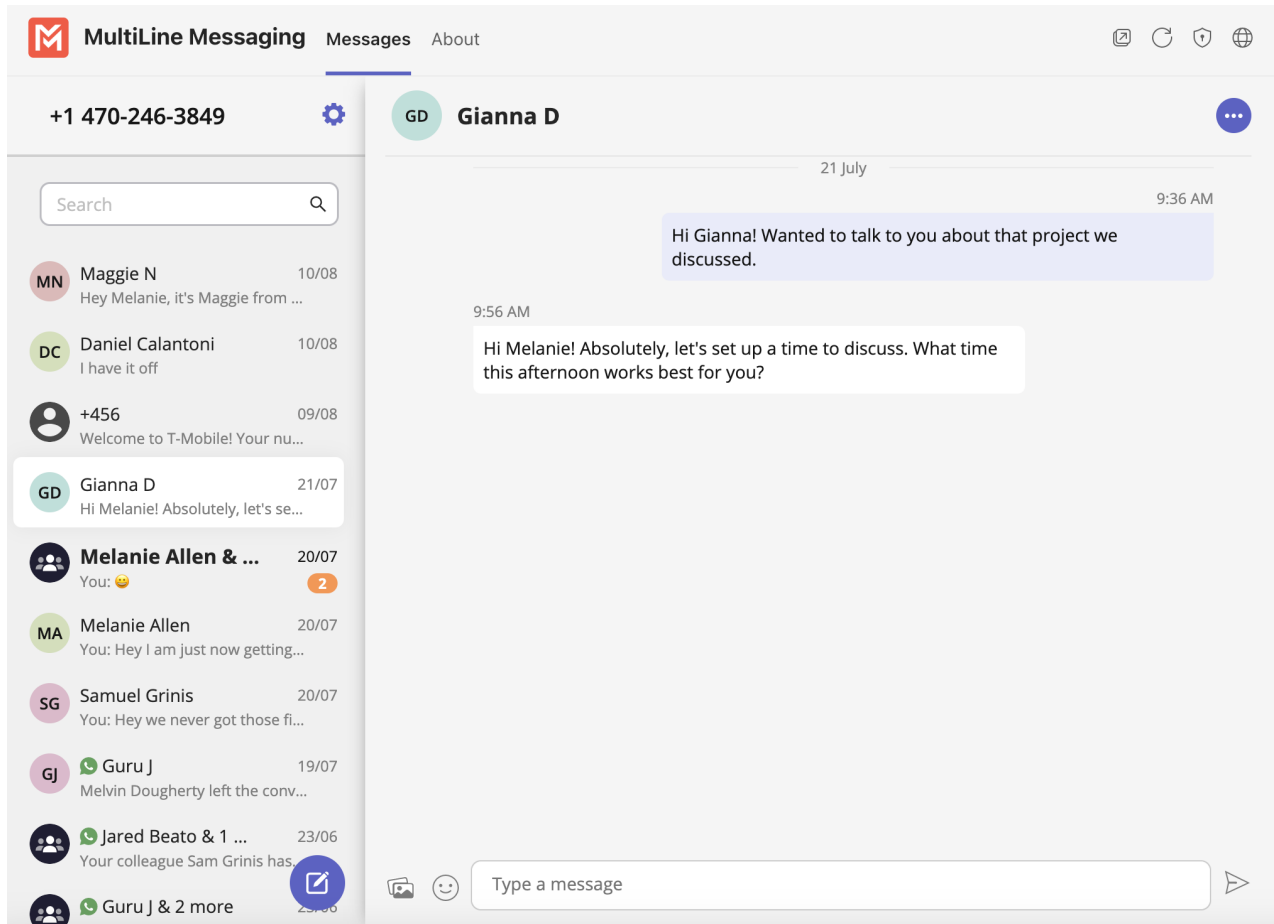 MultiLine Messaging Messages About
+1 470-246-3849
Search
MN Maggie N 10/08
Hey Melanie, it's Maggie from ...
DC Daniel Calantoni 10/08
I have it off
+456 09/08
Welcome to T-Mobile! Your nu...
GD Gianna D 21/07
Hi Melanie! Absolutely, let's se...
Melanie Allen & ... 20/07
You: 😀 2
MA Melanie Allen 20/07
You: Hey I am just now getting...
SG Samuel Grinis 20/07
You: Hey we never got those fi...
GJ Guru J 19/07
Melvin Dougherty left the conv...
Jared Beato & 1 ... 23/06
Your colleague Sam Grinis has...
Guru J & 2 more
GD Gianna D
21 July
9:36 AM
Hi Gianna! Wanted to talk to you about that project we
discussed.
9:56 AM
Hi Melanie! Absolutely, let's set up a time to discuss. What time
this afternoon works best for you?
Type a message